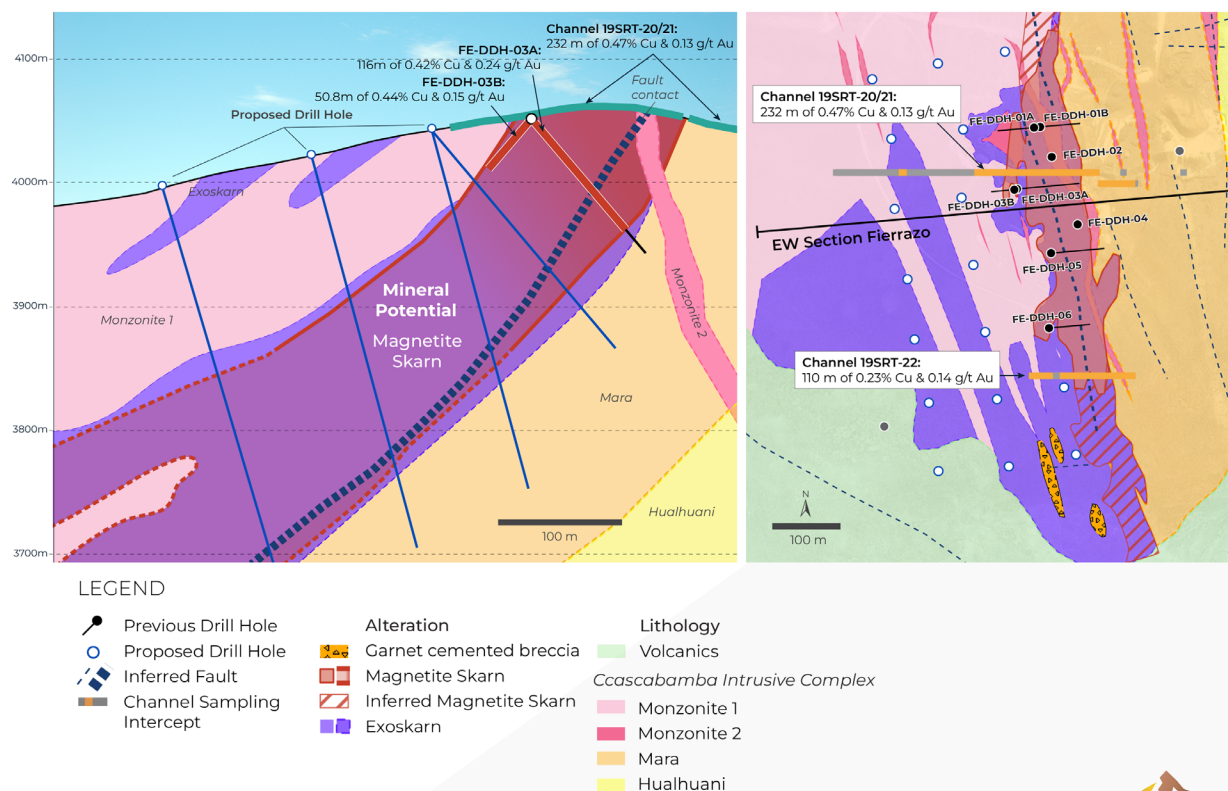 Channel 19SRT-20/21:
232 m of 0.47% Cu & 0.13 g/t Au
FE-DDH-03A:
116m of 0.42% Cu & 0.24 g/t Au
FE-DDH-03B:
50.8m of 0.44% Cu & 0.15 g/t Au
Proposed Drill Hole
Fault
contact
4100m
4000m
3900m
3800m
3700m
Exoskarn
Monzonite 1
Mineral
Potential
Magnetite
Skarn
Monzonite 2
Mara
Hualhuani
100 m
Channel 19SRT-20/21:
232 m of 0.47% Cu & 0.13 g/t Au
FE-DDH-01A
FE-DDH-01B
FE-DDH-02
FE-DDH-03B
FE-DDH-03A
FE-DDH-04
EW Section Fierrazo
FE-DDH-05
FE-DDH-06
Channel 19SRT-22:
110 m of 0.23% Cu & 0.14 g/t Au
N
100 m
LEGEND
Previous Drill Hole
Proposed Drill Hole
Inferred Fault
Channel Sampling
Intercept
Alteration
Garnet cemented breccia
Magnetite Skarn
Inferred Magnetite Skarn
Exoskarn
Lithology
Volcanics
Ccascabamba Intrusive Complex
Monzonite 1
Monzonite 2
Mara
Hualhuani